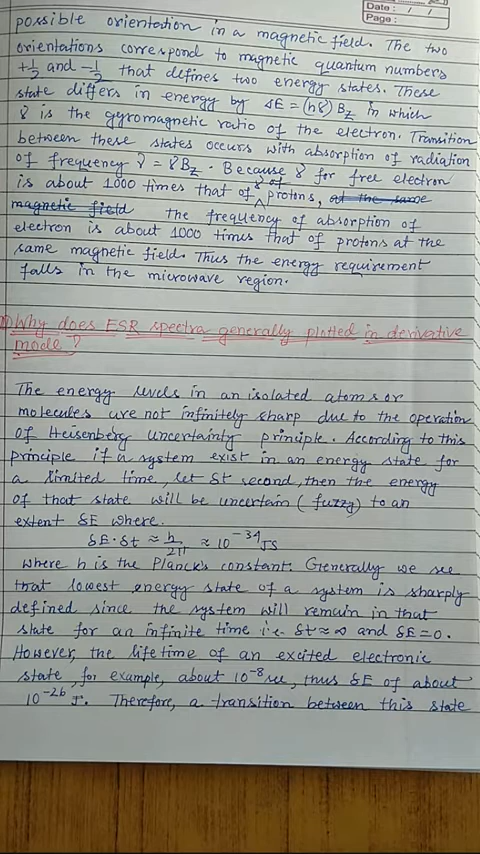 Date : / /
Page :
possible orientation in a magnetic field. The two
orientations correspond to magnetic quantum numbers
+½ and -½ that defines two energy states. These
state differs in energy by δE = (hγ) Bz in which
γ is the gyromagnetic ratio of the electron. Transition
between these states occurs with absorption of radiation
of frequency ν = γBz. Because γ for free electron
is about 1000 times that of γ of protons, at the same
magnetic field the frequency of absorption of
electron is about 1000 times that of protons at the
same magnetic field. Thus the energy requirement
falls in the microwave region.
Why does ESR spectra generally plotted in derivative
mode?
The energy levels in an isolated atoms or
molecules are not infinitely sharp due to the operation
of Heisenberg uncertainty principle. According to this
principle if a system exist in an energy state for
a limited time, let δt second, then the energy
of that state will be uncertain (fuzzy) to an
extent δE where.
δE·δt ≈ h/2π ≈ 10⁻³⁴ JS
where h is the Planck's constant. Generally we see
that lowest energy state of a system is sharply
defined since the system will remain in that
state for an infinite time i.e. δt ≈ ∞ and δE = 0.
However, the lifetime of an excited electronic
state, for example, about 10⁻⁸ sec, thus δE of about
10⁻²⁶ J. Therefore, a transition between this state